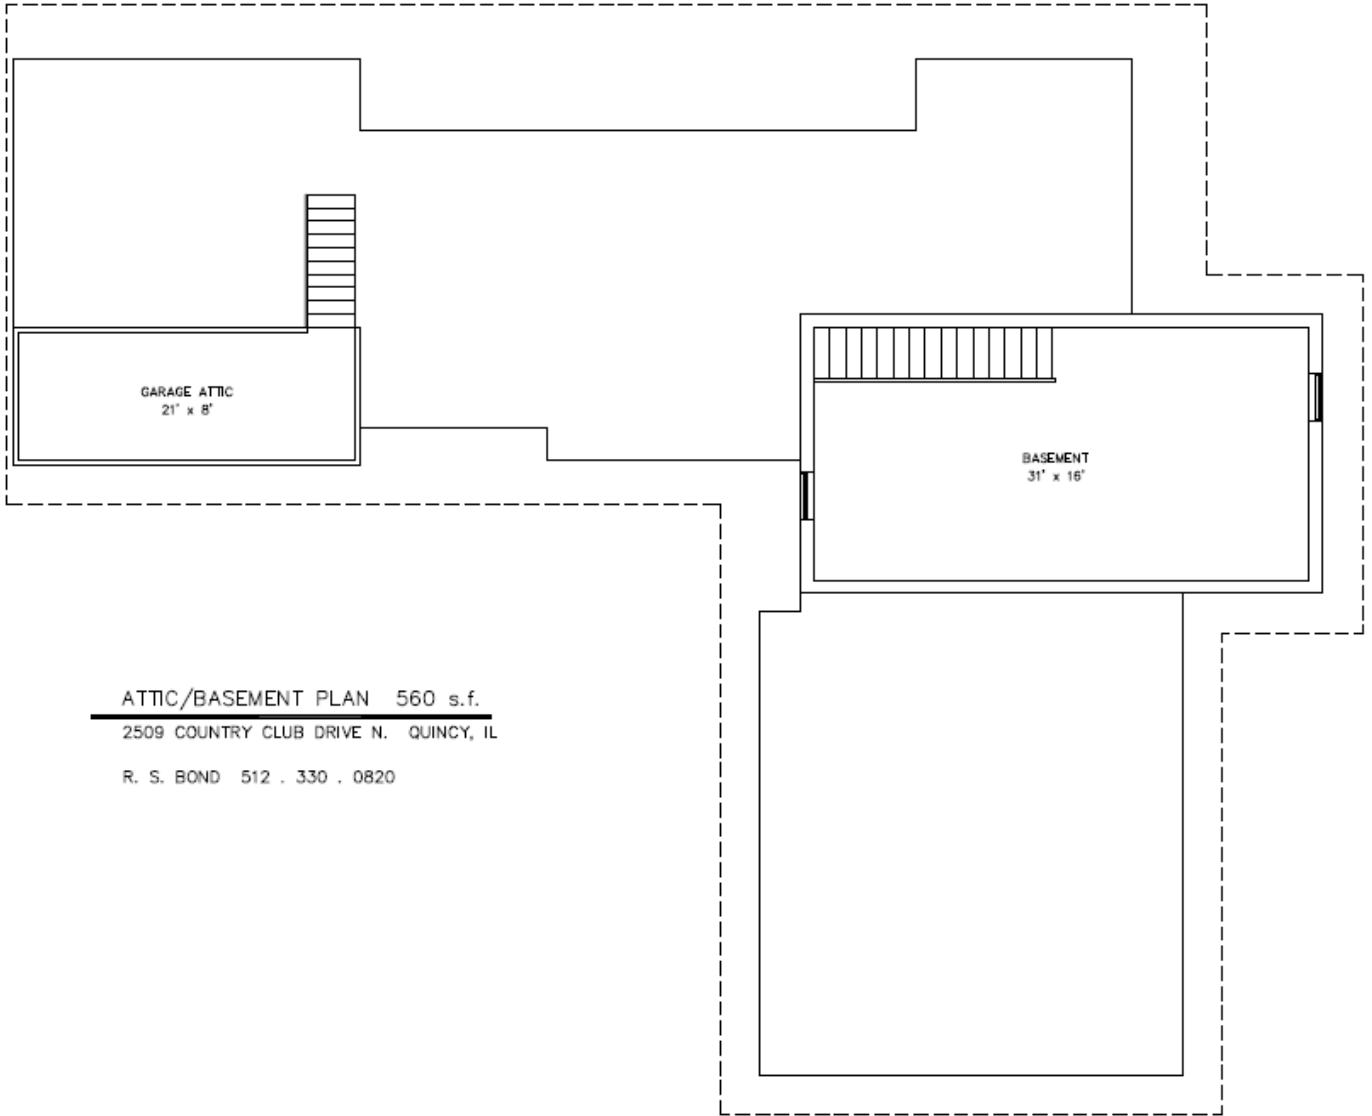 GARAGE ATTIC
21' x 8'
BASEMENT
31' x 16'
ATTIC/BASEMENT PLAN 560 s.f.
2509 COUNTRY CLUB DRIVE N. QUINCY, IL
R. S. BOND 512 . 330 . 0820